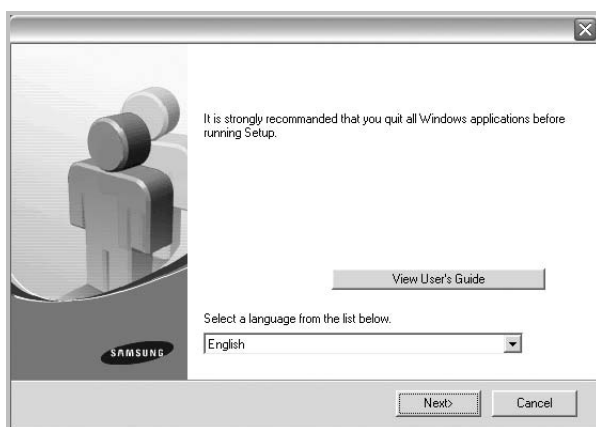 It is strongly recommanded that you quit all Windows applications before
running Setup.
View User's Guide
Select a language from the list below.
English
SAMSUNG
Next>
Cancel